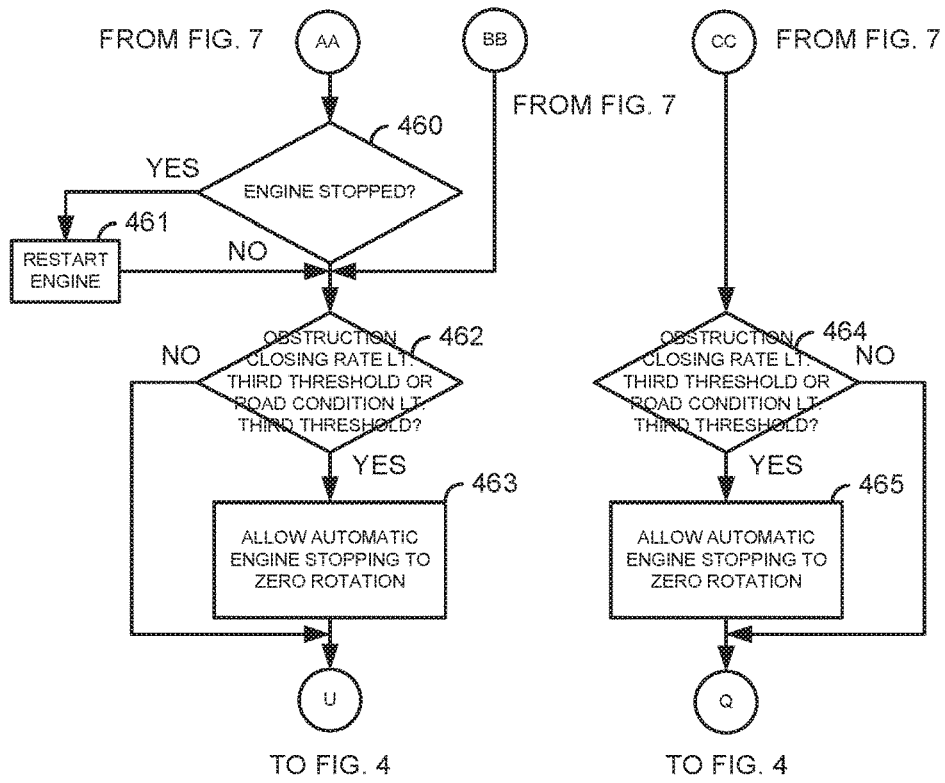 FROM FIG. 7
AA
BB
CC
FROM FIG. 7
FROM FIG. 7
460
YES
ENGINE STOPPED?
461
NO
RESTART
ENGINE
462
NO
OBSTRUCTION
CLOSING RATE LT.
THIRD THRESHOLD OR
ROAD CONDITION LT.
THIRD THRESHOLD?
YES
463
ALLOW AUTOMATIC
ENGINE STOPPING TO
ZERO ROTATION
U
TO FIG. 4
464
NO
OBSTRUCTION
CLOSING RATE LT.
THIRD THRESHOLD OR
ROAD CONDITION LT.
THIRD THRESHOLD?
YES
465
ALLOW AUTOMATIC
ENGINE STOPPING TO
ZERO ROTATION
Q
TO FIG. 4